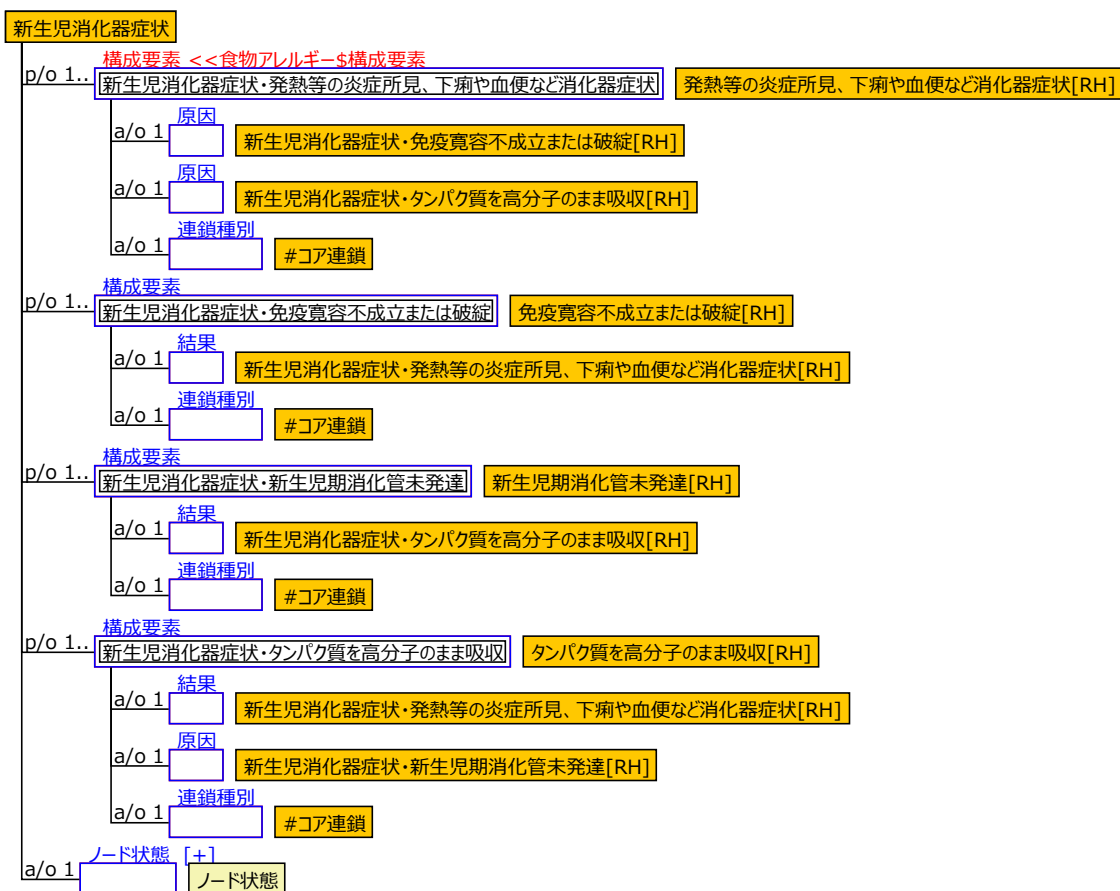 新生児消化器症状
構成要素 <<食物アレルギー$構成要素
p/o 1.. 新生児消化器症状・発熱等の炎症所見、下痢や血便など消化器症状 発熱等の炎症所見、下痢や血便など消化器症状[RH]
原因
a/o 1 新生児消化器症状・免疫寛容不成立または破綻[RH]
原因
a/o 1 新生児消化器症状・タンパク質を高分子のまま吸収[RH]
連鎖種別
a/o 1 #コア連鎖
構成要素
p/o 1.. 新生児消化器症状・免疫寛容不成立または破綻 免疫寛容不成立または破綻[RH]
結果
a/o 1 新生児消化器症状・発熱等の炎症所見、下痢や血便など消化器症状[RH]
連鎖種別
a/o 1 #コア連鎖
構成要素
p/o 1.. 新生児消化器症状・新生児期消化管未発達 新生児期消化管未発達[RH]
結果
a/o 1 新生児消化器症状・タンパク質を高分子のまま吸収[RH]
連鎖種別
a/o 1 #コア連鎖
構成要素
p/o 1.. 新生児消化器症状・タンパク質を高分子のまま吸収 タンパク質を高分子のまま吸収[RH]
結果
a/o 1 新生児消化器症状・発熱等の炎症所見、下痢や血便など消化器症状[RH]
原因
a/o 1 新生児消化器症状・新生児期消化管未発達[RH]
連鎖種別
a/o 1 #コア連鎖
ノード状態 [+]
a/o 1 ノード状態